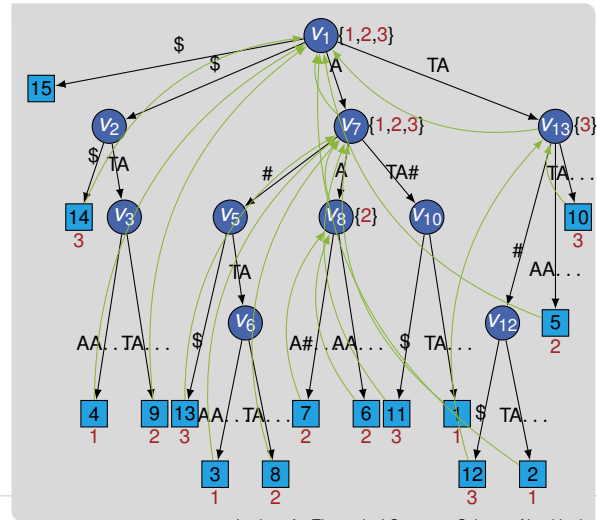 v1 {1,2,3}
$
$
A
TA
15
v2
v7 {1,2,3}
v13 {3}
$
TA
#
A
TA#
TA...
14
v3
v5
v8 {2}
v10
10
3
3
TA
#
AA...
v6
v12
5
2
AA...
TA...
$
A#...
AA...
$
TA...
4
9
13
AA...
TA...
7
6
11
1
$
TA...
1
2
3
2
2
3
1
3
8
12
2
1
2
3
1